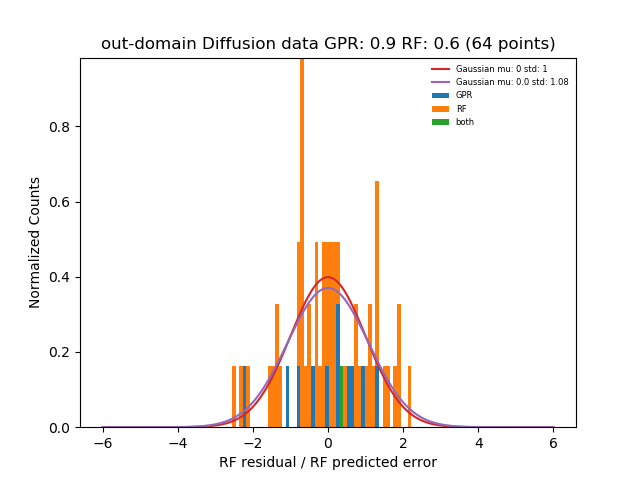 out-domain Diffusion data GPR: 0.9 RF: 0.6 (64 points)
Gaussian mu: 0 std: 1
Gaussian mu: 0.0 std: 1.08
GPR
RF
both
Normalized Counts
0.8
0.6
0.4
0.2
0.0
−6 −4 −2 0 2 4 6
RF residual / RF predicted error